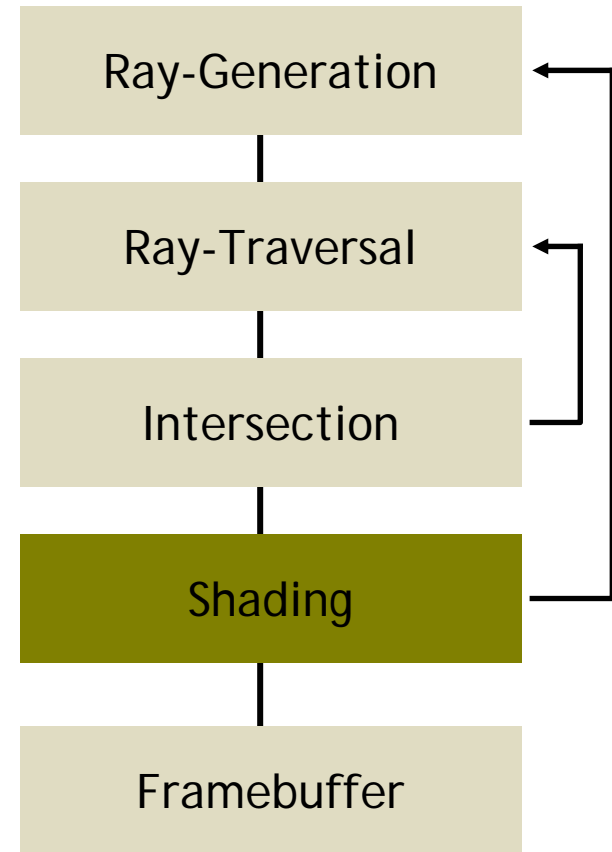 Ray-Generation
Ray-Traversal
Intersection
Shading
Framebuffer